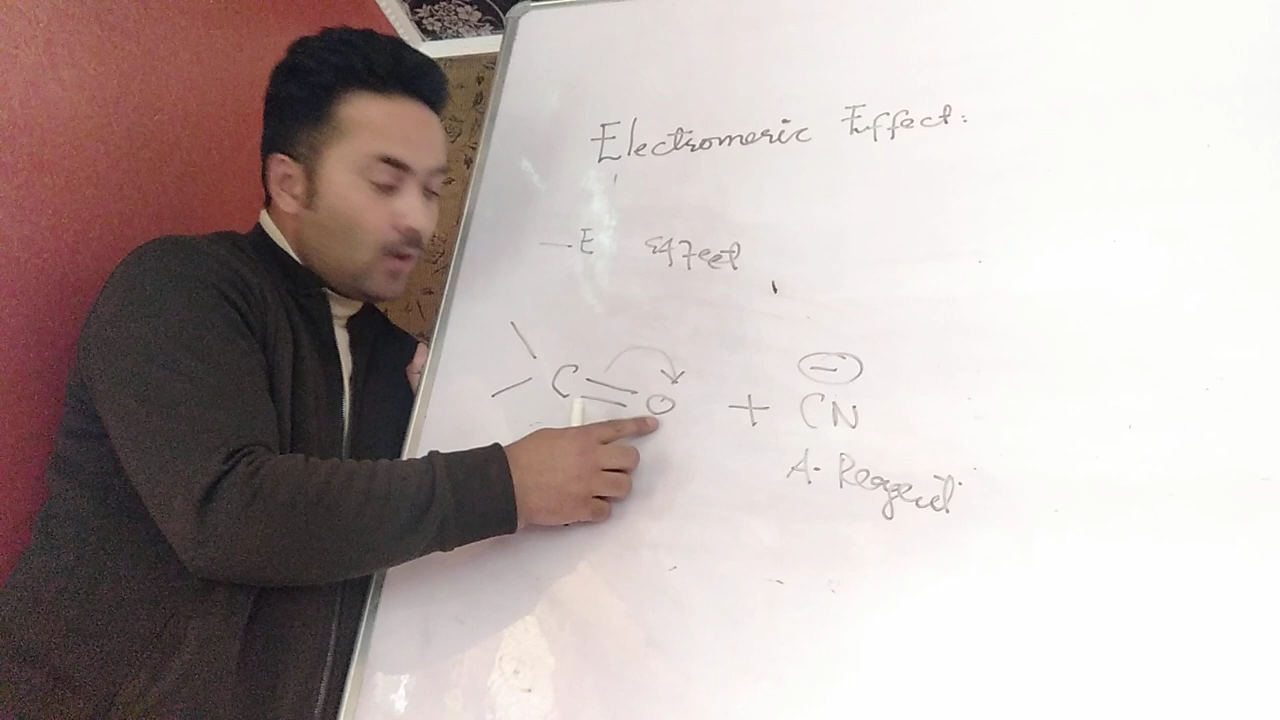 Electromeric Effect:
—E Effect
C=O + CN
−
A. Reagent